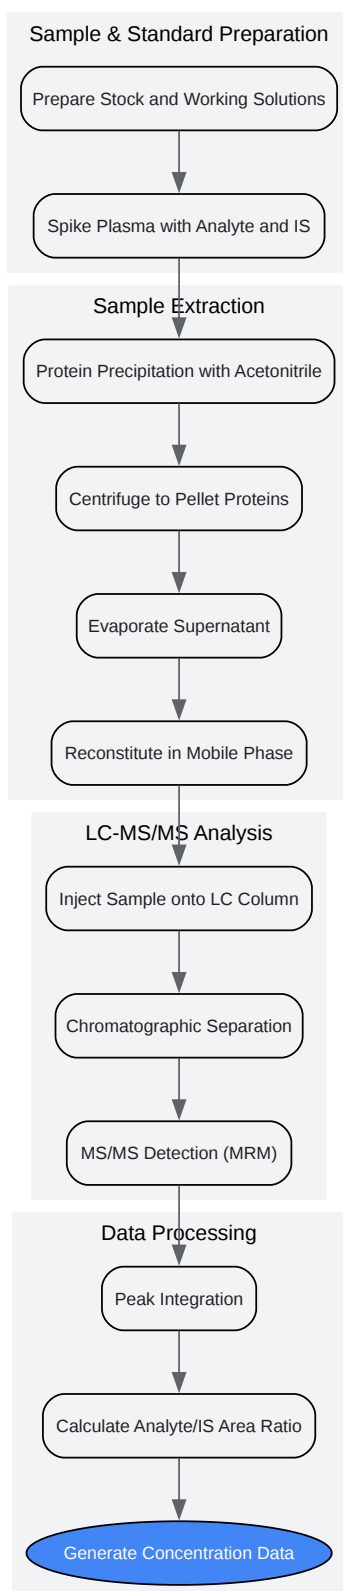 Sample & Standard Preparation
Prepare Stock and Working Solutions
Spike Plasma with Analyte and IS
Sample Extraction
Protein Precipitation with Acetonitrile
Centrifuge to Pellet Proteins
Evaporate Supernatant
Reconstitute in Mobile Phase
LC-MS/MS Analysis
Inject Sample onto LC Column
Chromatographic Separation
MS/MS Detection (MRM)
Data Processing
Peak Integration
Calculate Analyte/IS Area Ratio
Generate Concentration Data